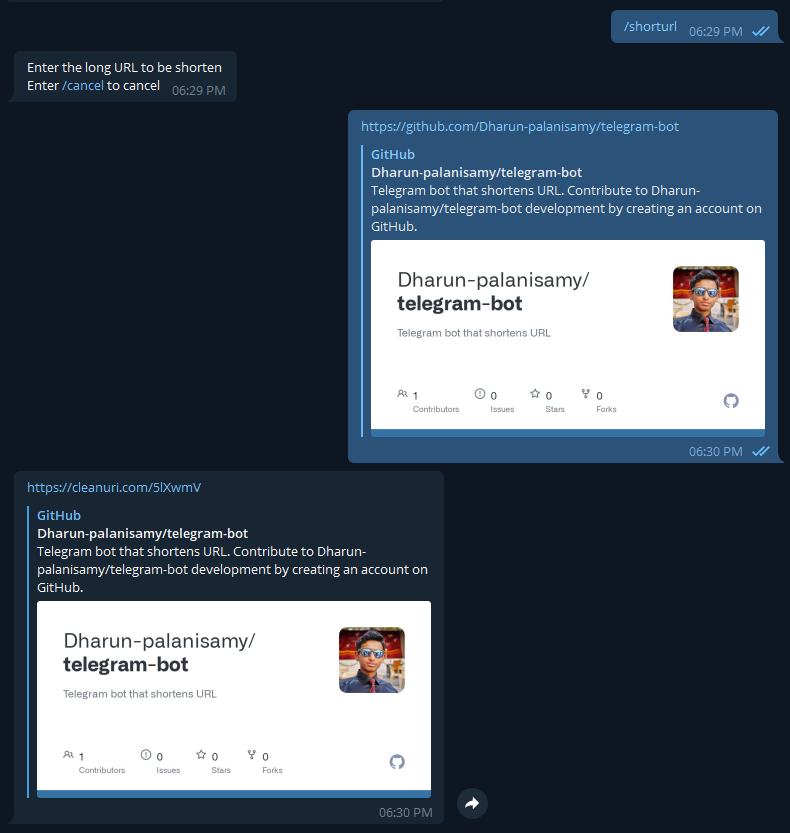 /shorturl 06:29 PM
Enter the long URL to be shorten
Enter /cancel to cancel 06:29 PM
https://github.com/Dharun-palanisamy/telegram-bot
GitHub
Dharun-palanisamy/telegram-bot
Telegram bot that shortens URL. Contribute to Dharun-
palanisamy/telegram-bot development by creating an account on
GitHub.
Dharun-palanisamy/
telegram-bot
Telegram bot that shortens URL
1 0 0 0
Contributors Issues Stars Forks
06:30 PM
https://cleanuri.com/5lXwmV
GitHub
Dharun-palanisamy/telegram-bot
Telegram bot that shortens URL. Contribute to Dharun-
palanisamy/telegram-bot development by creating an account on
GitHub.
Dharun-palanisamy/
telegram-bot
Telegram bot that shortens URL
1 0 0 0
Contributors Issues Stars Forks
06:30 PM